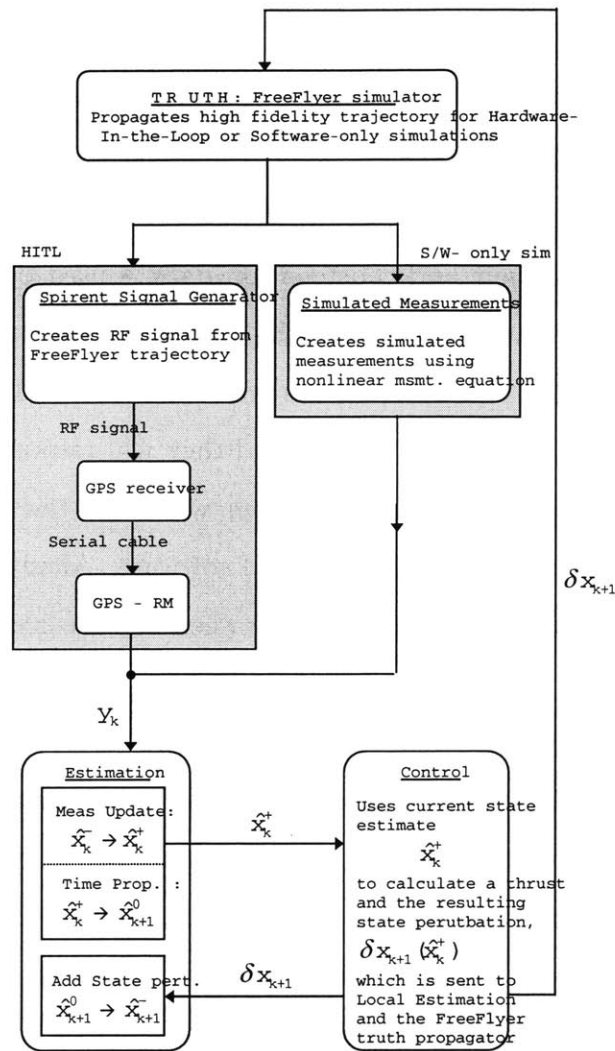 T R UTH: FreeFlyer simulator
Propagates high fidelity trajectory for Hardware-
In-the-Loop or Software-only simulations
HITL
S/W- only sim
Spirent Signal Genarator
Creates RF signal from
FreeFlyer trajectory
Simulated Measurements
Creates simulated
measurements using
nonlinear msmt. equation
RF signal
GPS receiver
Serial cable
GPS - RM
δx_{k+1}
y_k
Estimation
Meas Update:
x̂_k^- → x̂_k^+
Time Prop. :
x̂_k^+ → x̂_{k+1}^0
Add State pert.
x̂_{k+1}^0 → x̂_{k+1}^-
x̂_k^+
δx_{k+1}
Control
Uses current state
estimate
x̂_k^+
to calculate a thrust
and the resulting
state perutbation,
δx_{k+1} (x̂_k^+)
which is sent to
Local Estimation
and the FreeFlyer
truth propagator